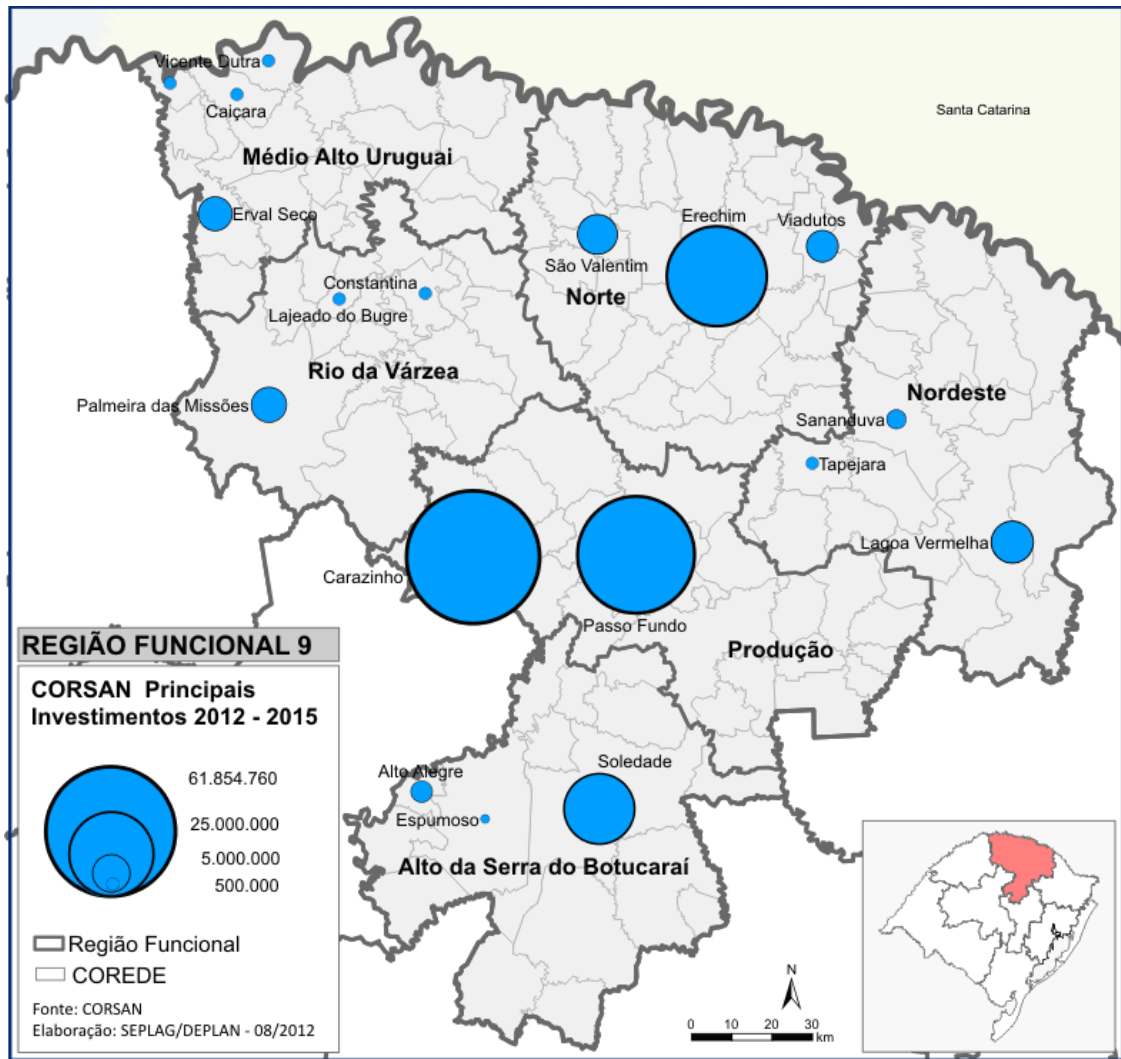 Vicente Dutra
Caiçara
Santa Catarina
Médio Alto Uruguai
Erval Seco
Erechim
Viadutos
São Valentim
Norte
Constantina
Lajeado do Bugre
Rio da Várzea
Nordeste
Palmeira das Missões
Sananduva
Tapejara
Lagoa Vermelha
Carazinho
Passo Fundo
Produção
Soledade
Alto Alegre
Espumoso
Alto da Serra do Botucaraí
REGIÃO FUNCIONAL 9
CORSAN Principais
Investimentos 2012 - 2015
61.854.760
25.000.000
5.000.000
500.000
Região Funcional
COREDE
Fonte: CORSAN
Elaboração: SEPLAG/DEPLAN - 08/2012
N
0 10 20 30
km